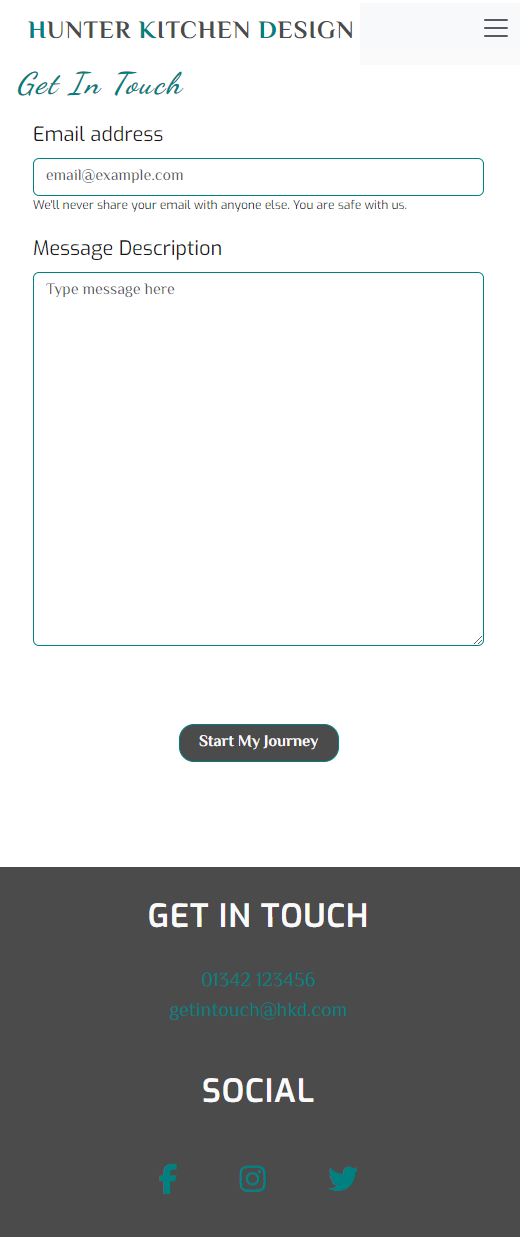 HUNTER KITCHEN DESIGN
Get In Touch
Email address
email@example.com
We'll never share your email with anyone else. You are safe with us.
Message Description
Type message here
Start My Journey
GET IN TOUCH
01342 123456
getintouch@hkd.com
SOCIAL